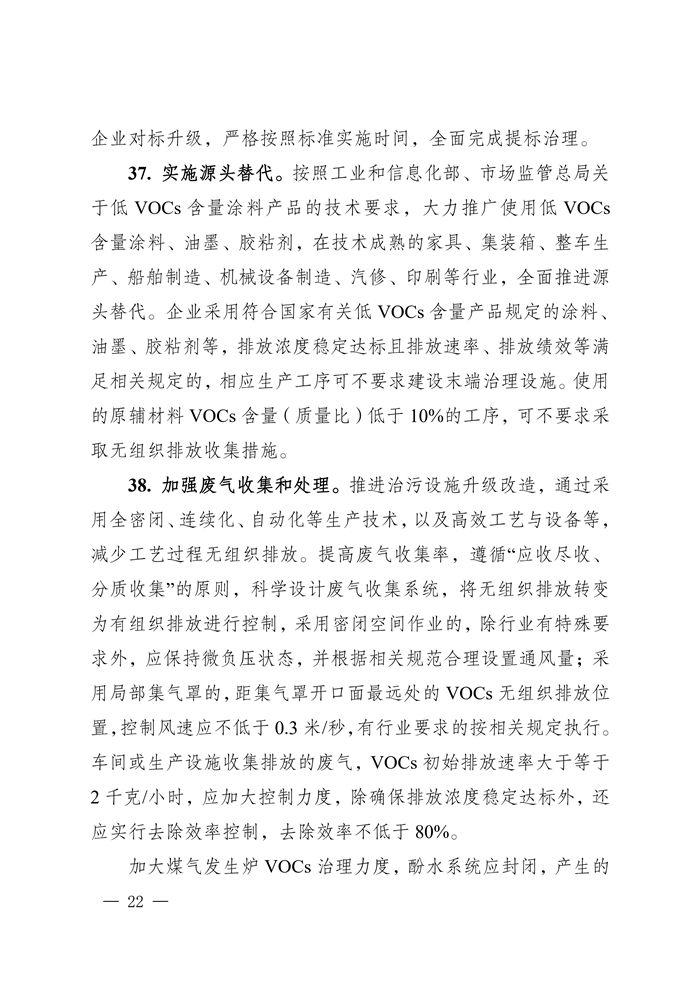 企业对标升级，严格按照标准实施时间，全面完成提标治理。
37. 实施源头替代。按照工业和信息化部、市场监管总局关
于低 VOCs 含量涂料产品的技术要求，大力推广使用低 VOCs
含量涂料、油墨、胶粘剂，在技术成熟的家具、集装箱、整车生
产、船舶制造、机械设备制造、汽修、印刷等行业，全面推进源
头替代。企业采用符合国家有关低 VOCs 含量产品规定的涂料、
油墨、胶粘剂等，排放浓度稳定达标且排放速率、排放绩效等满
足相关规定的，相应生产工序可不要求建设末端治理设施。使用
的原辅材料 VOCs 含量（质量比）低于 10%的工序，可不要求采
取无组织排放收集措施。
38. 加强废气收集和处理。推进治污设施升级改造，通过采
用全密闭、连续化、自动化等生产技术，以及高效工艺与设备等，
减少工艺过程无组织排放。提高废气收集率，遵循“应收尽收、
分质收集”的原则，科学设计废气收集系统，将无组织排放转变
为有组织排放进行控制，采用密闭空间作业的，除行业有特殊要
求外，应保持微负压状态，并根据相关规范合理设置通风量；采
用局部集气罩的，距集气罩开口面最远处的 VOCs 无组织排放位
置，控制风速应不低于 0.3 米/秒，有行业要求的按相关规定执行。
车间或生产设施收集排放的废气，VOCs 初始排放速率大于等于
2 千克/小时，应加大控制力度，除确保排放浓度稳定达标外，还
应实行去除效率控制，去除效率不低于 80%。
加大煤气发生炉 VOCs 治理力度，酚水系统应封闭，产生的
— 22 —